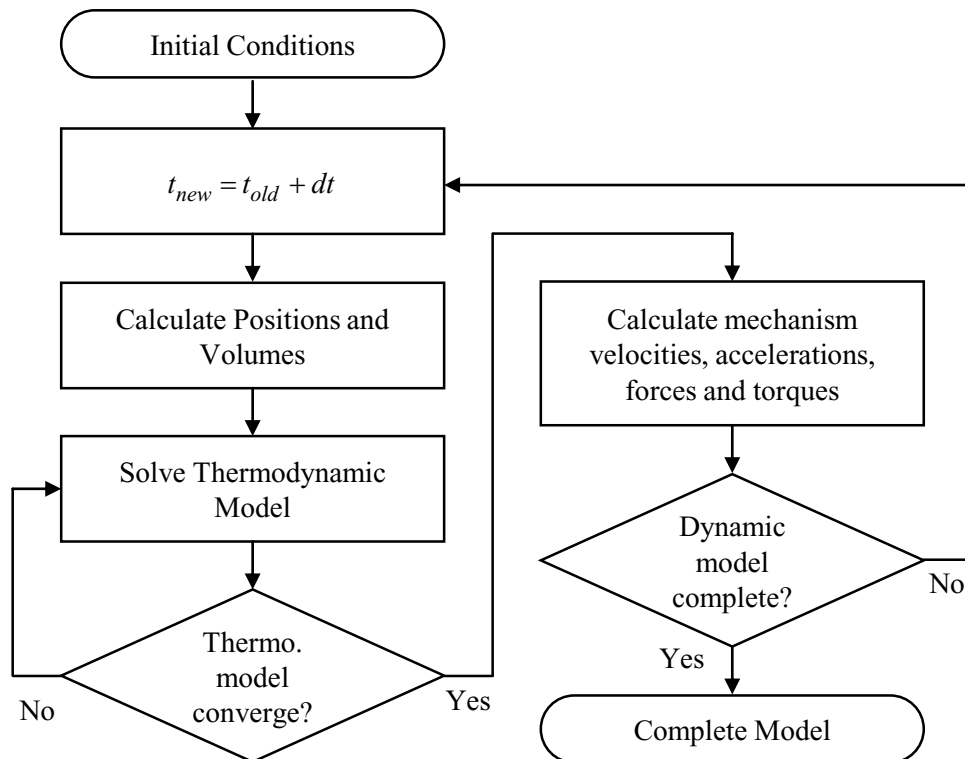 Initial Conditions
t_new = t_old + dt
Calculate Positions and
Volumes
Solve Thermodynamic
Model
Thermo.
model
converge?
No
Yes
Calculate mechanism
velocities, accelerations,
forces and torques
Dynamic
model
complete?
No
Yes
Complete Model